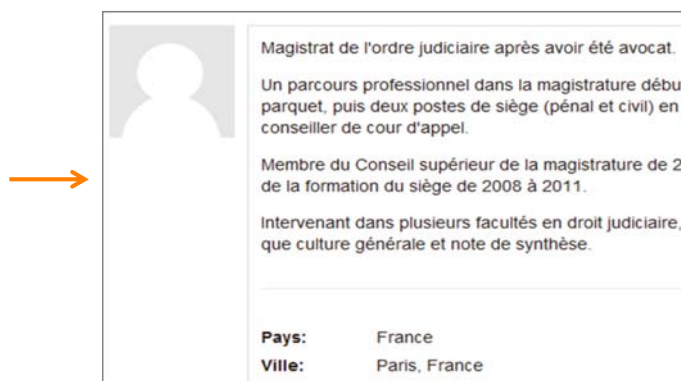 Magistrat de l'ordre judiciaire après avoir été avocat.
Un parcours professionnel dans la magistrature débu
parquet, puis deux postes de siège (pénal et civil) en
conseiller de cour d'appel.
Membre du Conseil supérieur de la magistrature de 2
de la formation du siège de 2008 à 2011.
Intervenant dans plusieurs facultés en droit judiciaire,
que culture générale et note de synthèse.
Pays: France
Ville: Paris, France